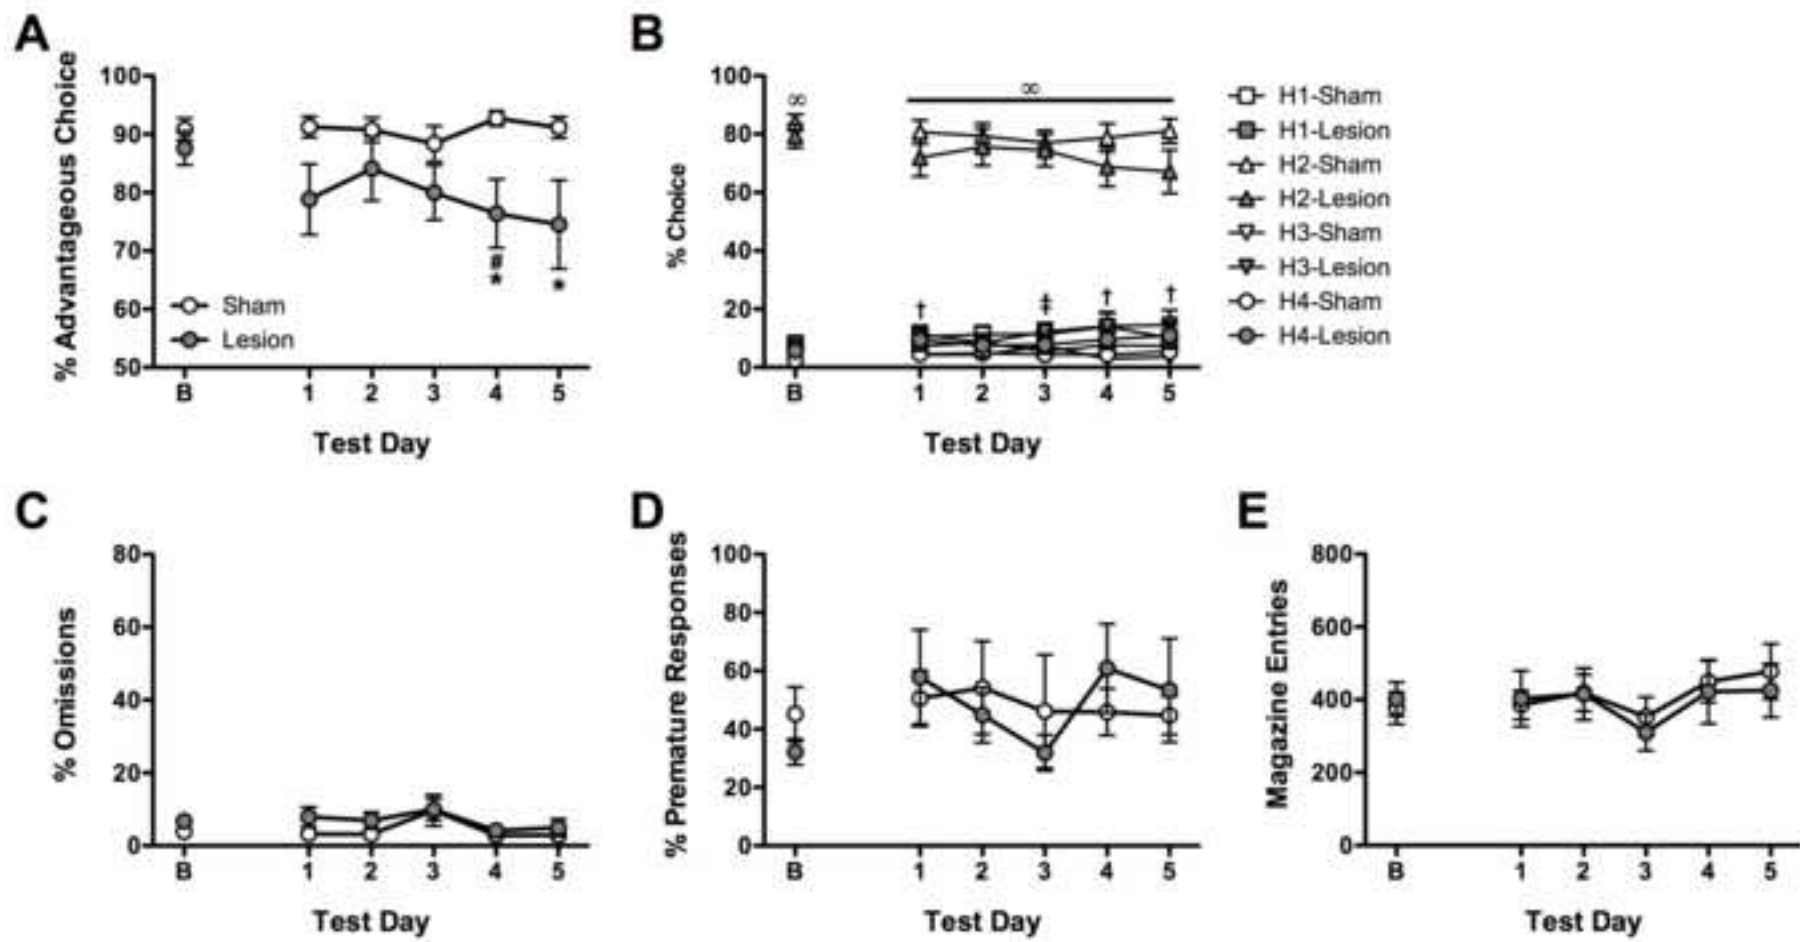 A
% Advantageous Choice
100
90
80
70
60
50
#
*
*
Sham
Lesion
B 1 2 3 4 5
Test Day
B
% Choice
100
80
60
40
20
0
∞
∞
† ‡ † †
B 1 2 3 4 5
Test Day
H1-Sham
H1-Lesion
H2-Sham
H2-Lesion
H3-Sham
H3-Lesion
H4-Sham
H4-Lesion
C
% Omissions
80
60
40
20
0
B 1 2 3 4 5
Test Day
D
% Premature Responses
100
80
60
40
20
0
B 1 2 3 4 5
Test Day
E
Magazine Entries
800
600
400
200
0
B 1 2 3 4 5
Test Day